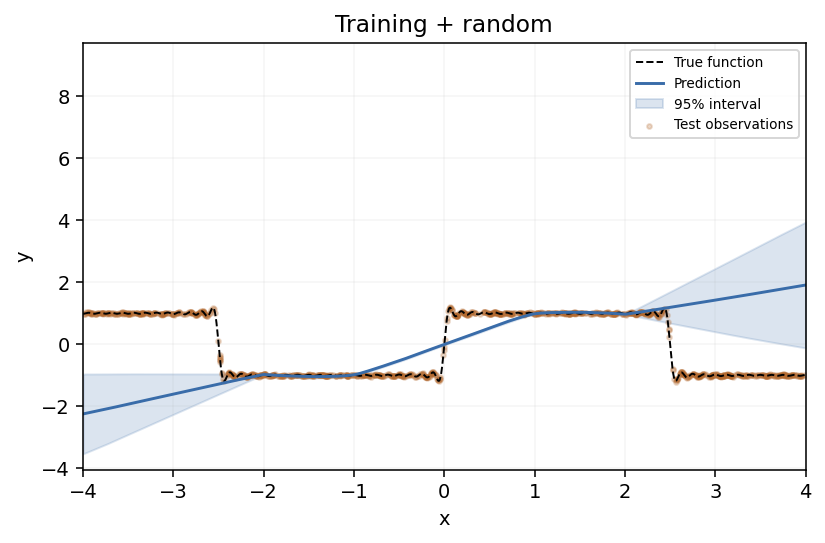 Training + random
True function
Prediction
95% interval
Test observations
8
6
4
2
0
−2
−4
y
−4
−3
−2
−1
0
1
2
3
4
x